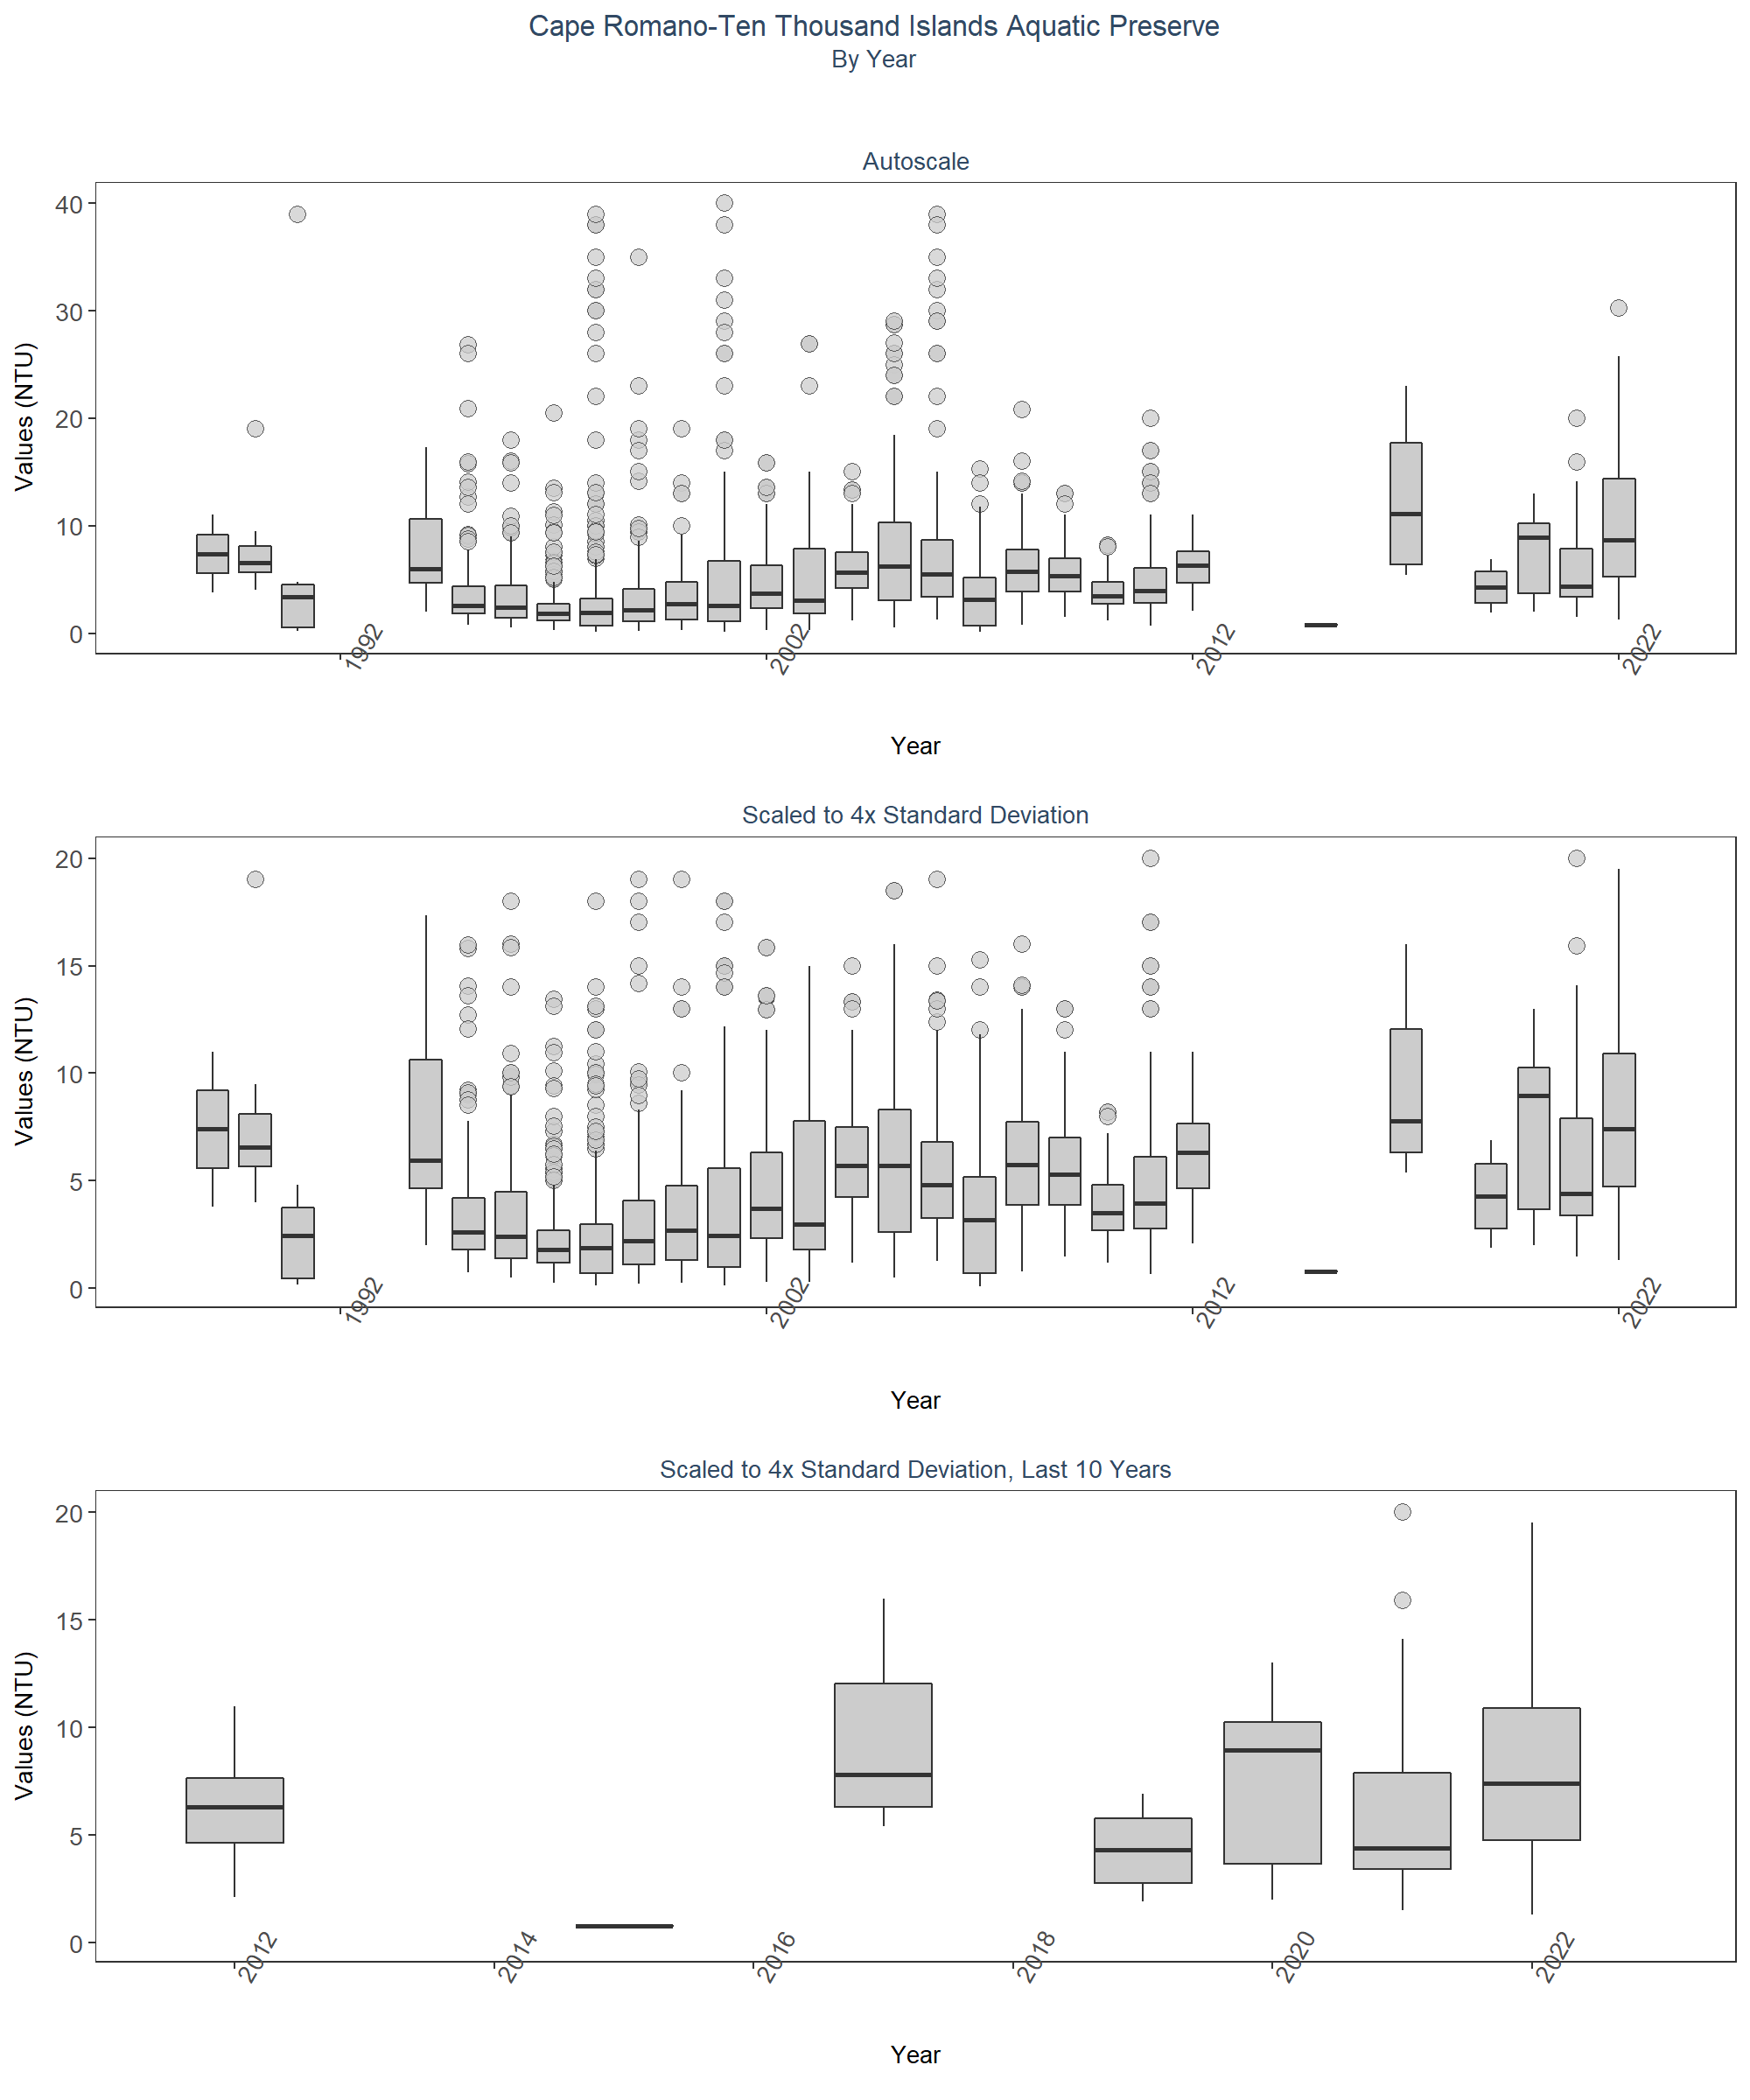 Cape Romano-Ten Thousand Islands Aquatic Preserve
By Year
Autoscale
Values (NTU)
40
30
20
10
0
1992
2002
2012
2022
Year
Scaled to 4x Standard Deviation
Values (NTU)
20
15
10
5
0
1992
2002
2012
2022
Year
Scaled to 4x Standard Deviation, Last 10 Years
Values (NTU)
20
15
10
5
0
2012
2014
2016
2018
2020
2022
Year